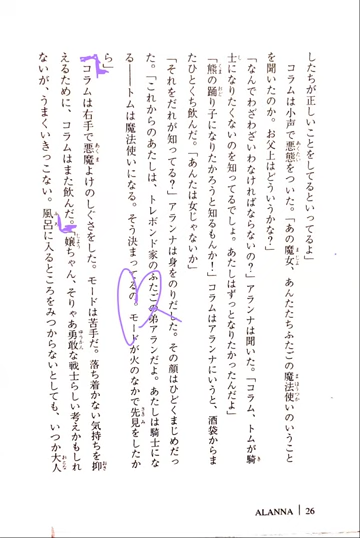 したちが正しいことをしてるといってるよ」
　コラムは小声で悪態をついた。「あの魔女、あんたたちふたごの魔法使いのいうこと
を聞いたのか。お父上はどういうかな？」
「なんでわざわざいわなければならないの？」アランナは聞いた。「コラム、トムが騎
士になりたくないのを知ってるでしょ。あたしはずっとなりたかったんだよ」
「熊の踊り子になりたかろうと知るもんか！」コラムはアランナにいうと、酒袋からま
たひとくち飲んだ。「あんたは女じゃないか」
「それをだれが知ってる？」アランナは身をのりだした。その顔はひどくまじめだっ
た。「これからのあたしは、トレボンド家のふたごの弟アランだよ。あたしは騎士にな
る――トムは魔法使いになる。そう決まってるの。モードが火のなかで先見をしたか
ら」
　コラムは右手で悪魔よけのしぐさをした。モードは苦手だ。落ち着かない気持ちを抑
えるために、コラムはまた飲んだ。嬢ちゃん、そりゃあ勇敢な戦士らしい考えかもしれ
ないが、うまくいきっこない。風呂に入るところをみつからないとしても、いつか大人
ALANNA | 26